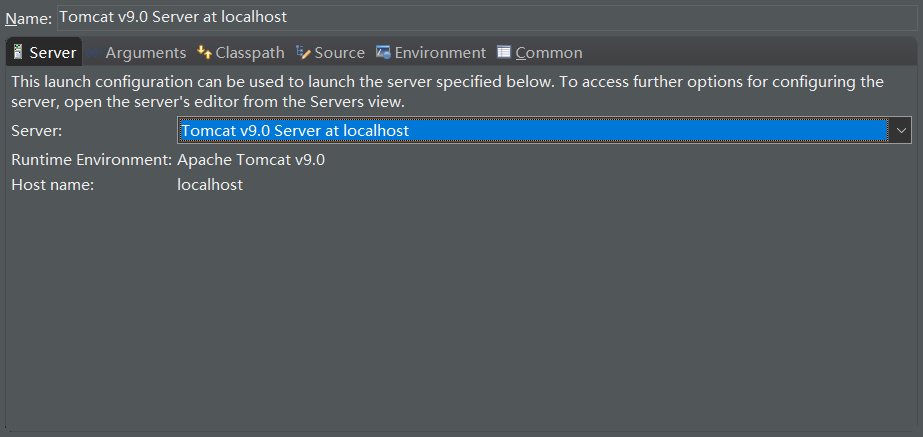 Name: Tomcat v9.0 Server at localhost
Server Arguments Classpath Source Environment Common
This launch configuration can be used to launch the server specified below. To access further options for configuring the
server, open the server's editor from the Servers view.
Server: Tomcat v9.0 Server at localhost
Runtime Environment: Apache Tomcat v9.0
Host name: localhost